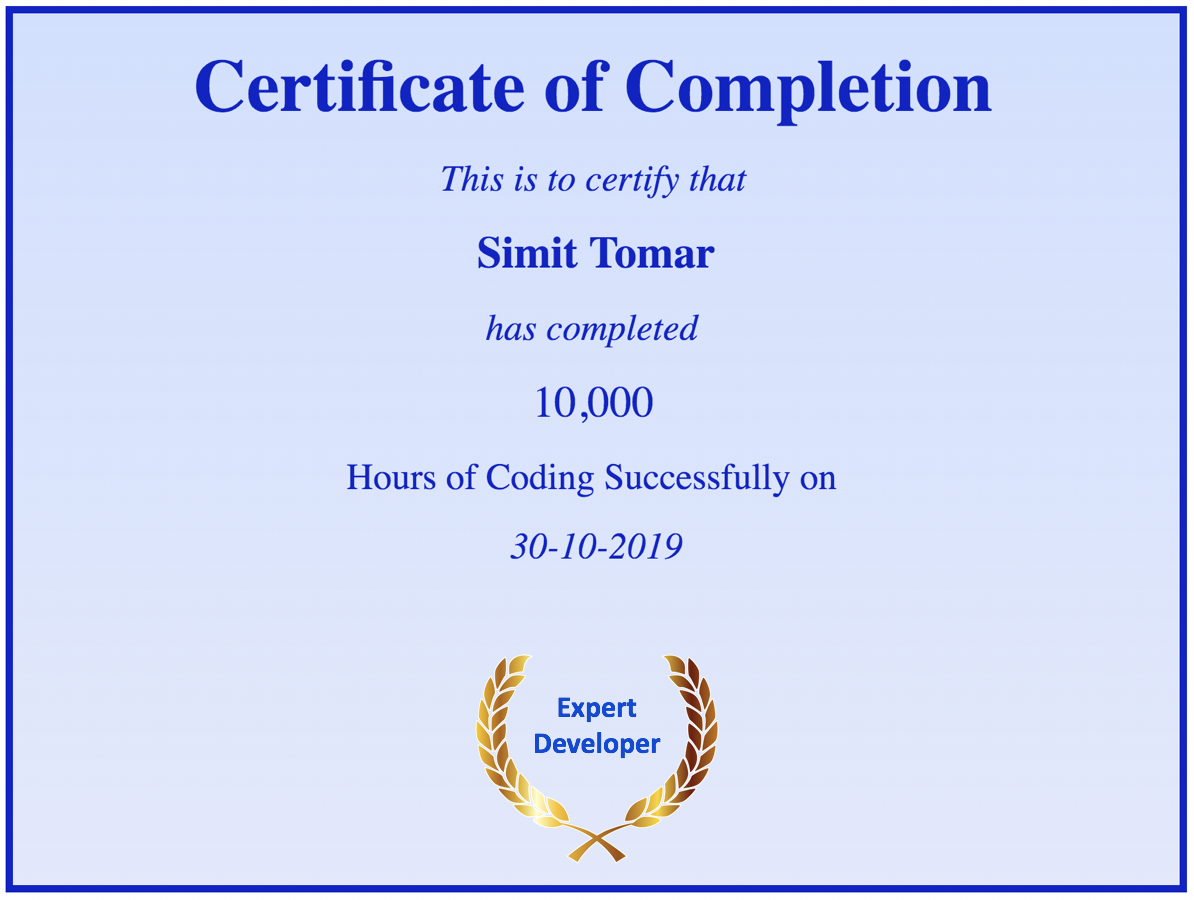 Certificate of Completion
This is to certify that
Simit Tomar
has completed
10,000
Hours of Coding Successfully on
30-10-2019
Expert
Developer